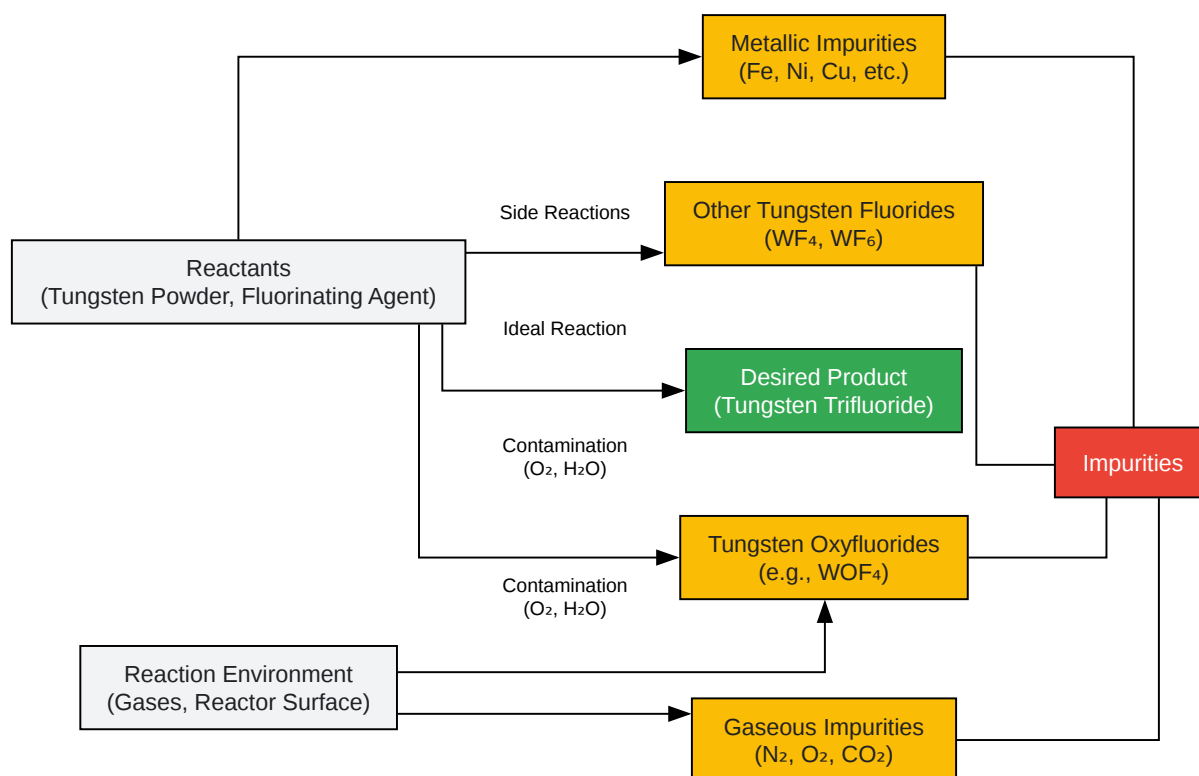 Metallic Impurities
(Fe, Ni, Cu, etc.)
Side Reactions
Other Tungsten Fluorides
(WF₄, WF₆)
Reactants
(Tungsten Powder, Fluorinating Agent)
Ideal Reaction
Desired Product
(Tungsten Trifluoride)
Contamination
(O₂, H₂O)
Impurities
Tungsten Oxyfluorides
(e.g., WOF₄)
Contamination
(O₂, H₂O)
Reaction Environment
(Gases, Reactor Surface)
Gaseous Impurities
(N₂, O₂, CO₂)